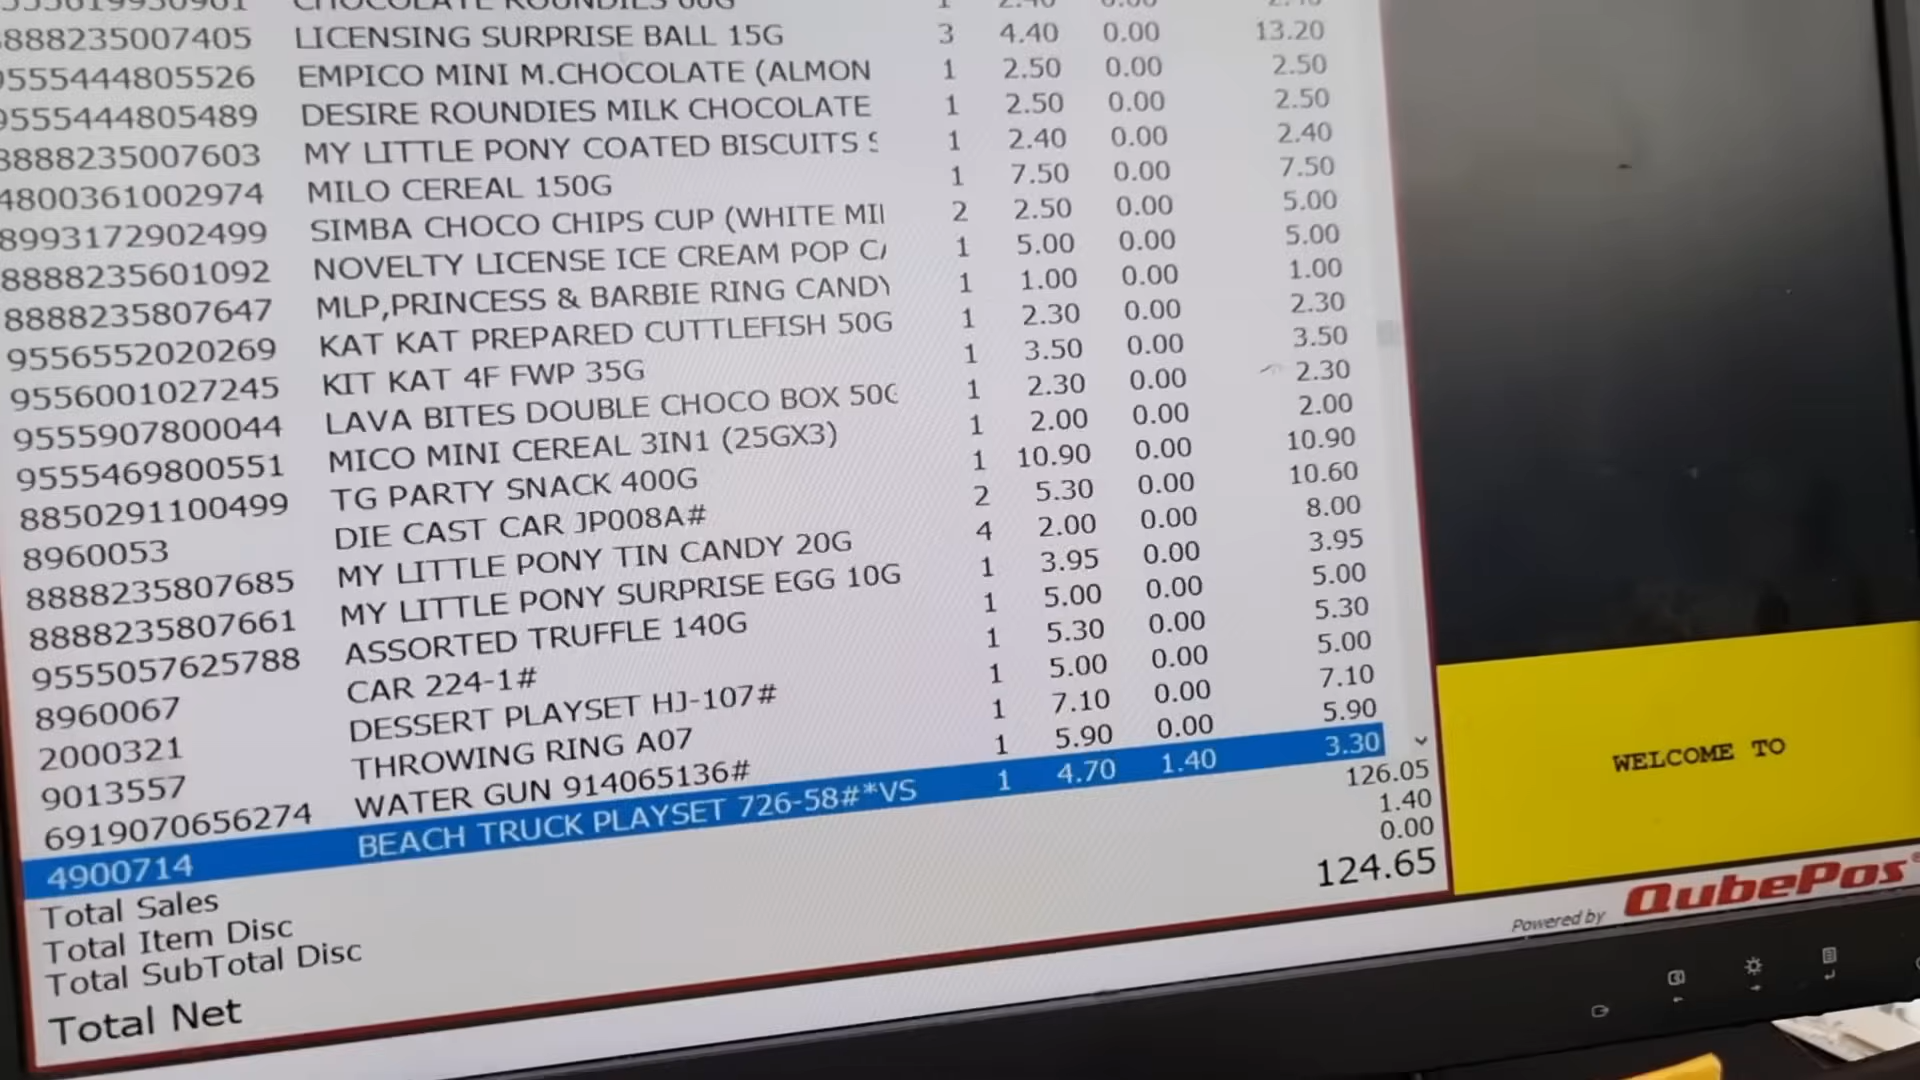 CHOCOLATE ROUNDIES 60G 1 2.40 0.00 2.40
8888235007405 LICENSING SURPRISE BALL 15G 3 4.40 0.00 13.20
9555444805526 EMPICO MINI M.CHOCOLATE (ALMON 1 2.50 0.00 2.50
9555444805489 DESIRE ROUNDIES MILK CHOCOLATE 1 2.50 0.00 2.50
8888235007603 MY LITTLE PONY COATED BISCUITS S 1 2.40 0.00 2.40
4800361002974 MILO CEREAL 150G 1 7.50 0.00 7.50
8993172902499 SIMBA CHOCO CHIPS CUP (WHITE MII 2 2.50 0.00 5.00
8888235601092 NOVELTY LICENSE ICE CREAM POP CA 1 5.00 0.00 5.00
8888235807647 MLP,PRINCESS & BARBIE RING CANDY 1 1.00 0.00 1.00
9556552020269 KAT KAT PREPARED CUTTLEFISH 50G 1 2.30 0.00 2.30
9556001027245 KIT KAT 4F FWP 35G 1 3.50 0.00 3.50
9555907800044 LAVA BITES DOUBLE CHOCO BOX 50G 1 2.30 0.00 2.30
9555469800551 MICO MINI CEREAL 3IN1 (25GX3) 1 2.00 0.00 2.00
8850291100499 TG PARTY SNACK 400G 1 10.90 0.00 10.90
8960053 DIE CAST CAR JP008A# 2 5.30 0.00 10.60
8888235807685 MY LITTLE PONY TIN CANDY 20G 4 2.00 0.00 8.00
8888235807661 MY LITTLE PONY SURPRISE EGG 10G 1 3.95 0.00 3.95
9555057625788 ASSORTED TRUFFLE 140G 1 5.00 0.00 5.00
8960067 CAR 224-1# 1 5.30 0.00 5.30
2000321 DESSERT PLAYSET HJ-107# 1 5.00 0.00 5.00
9013557 THROWING RING A07 1 7.10 0.00 7.10
6919070656274 WATER GUN 914065136# 1 5.90 0.00 5.90
4900714 BEACH TRUCK PLAYSET 726-58#*VS 1 4.70 1.40 3.30
Total Sales 126.05
Total Item Disc 1.40
Total SubTotal Disc 0.00
Total Net 124.65
WELCOME TO
Powered by QubePos®